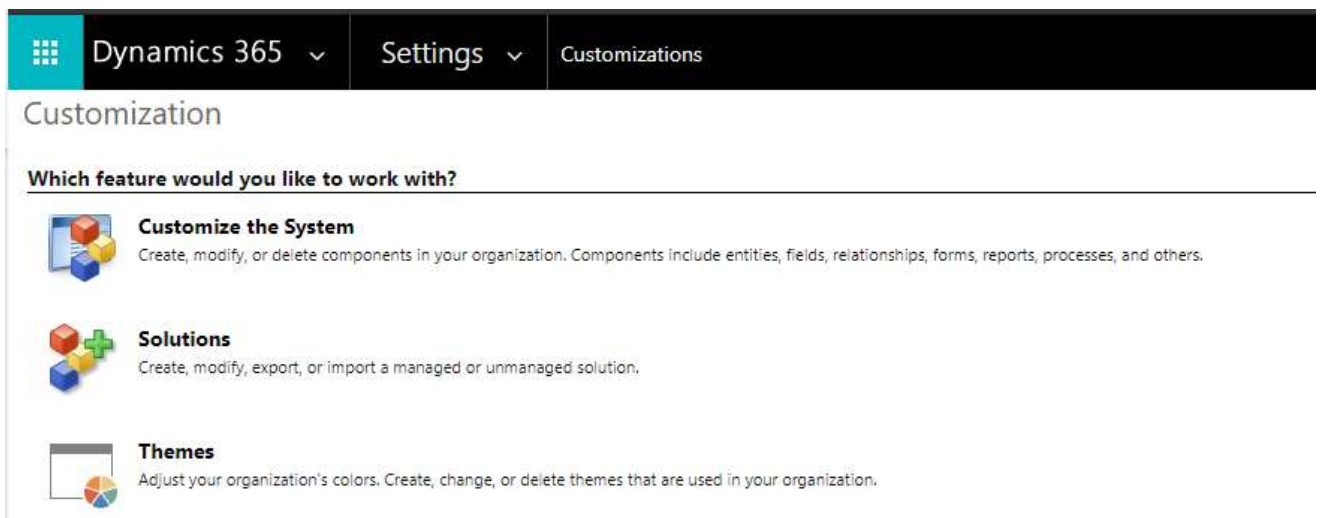 Dynamics 365 Settings Customizations
Customization
Which feature would you like to work with?
Customize the System
Create, modify, or delete components in your organization. Components include entities, fields, relationships, forms, reports, processes, and others.
Solutions
Create, modify, export, or import a managed or unmanaged solution.
Themes
Adjust your organization's colors. Create, change, or delete themes that are used in your organization.